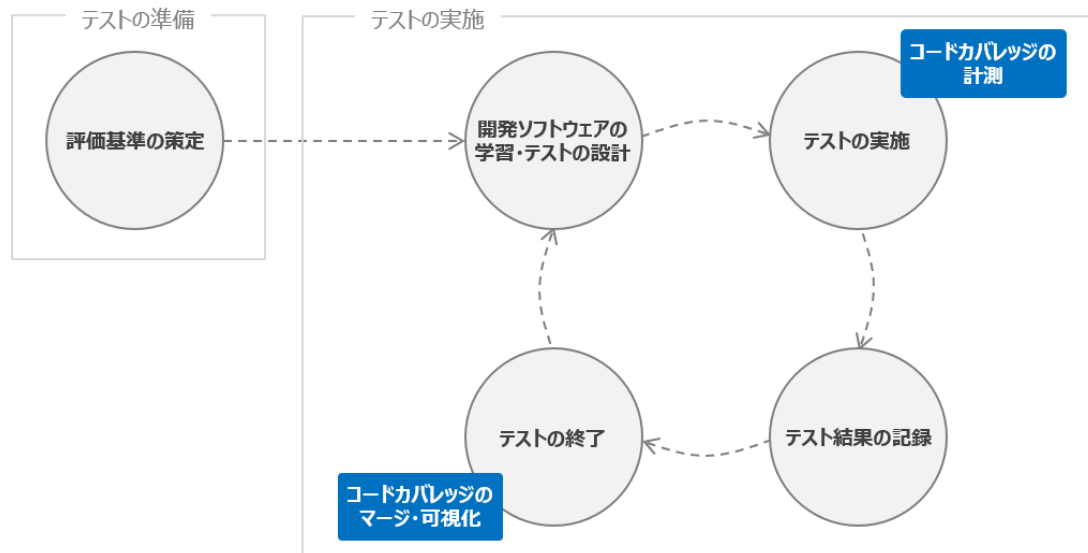 テストの準備
テストの実施
コードカバレッジの
計測
評価基準の策定
開発ソフトウェアの
学習・テストの設計
テストの実施
テストの終了
テスト結果の記録
コードカバレッジの
マージ・可視化